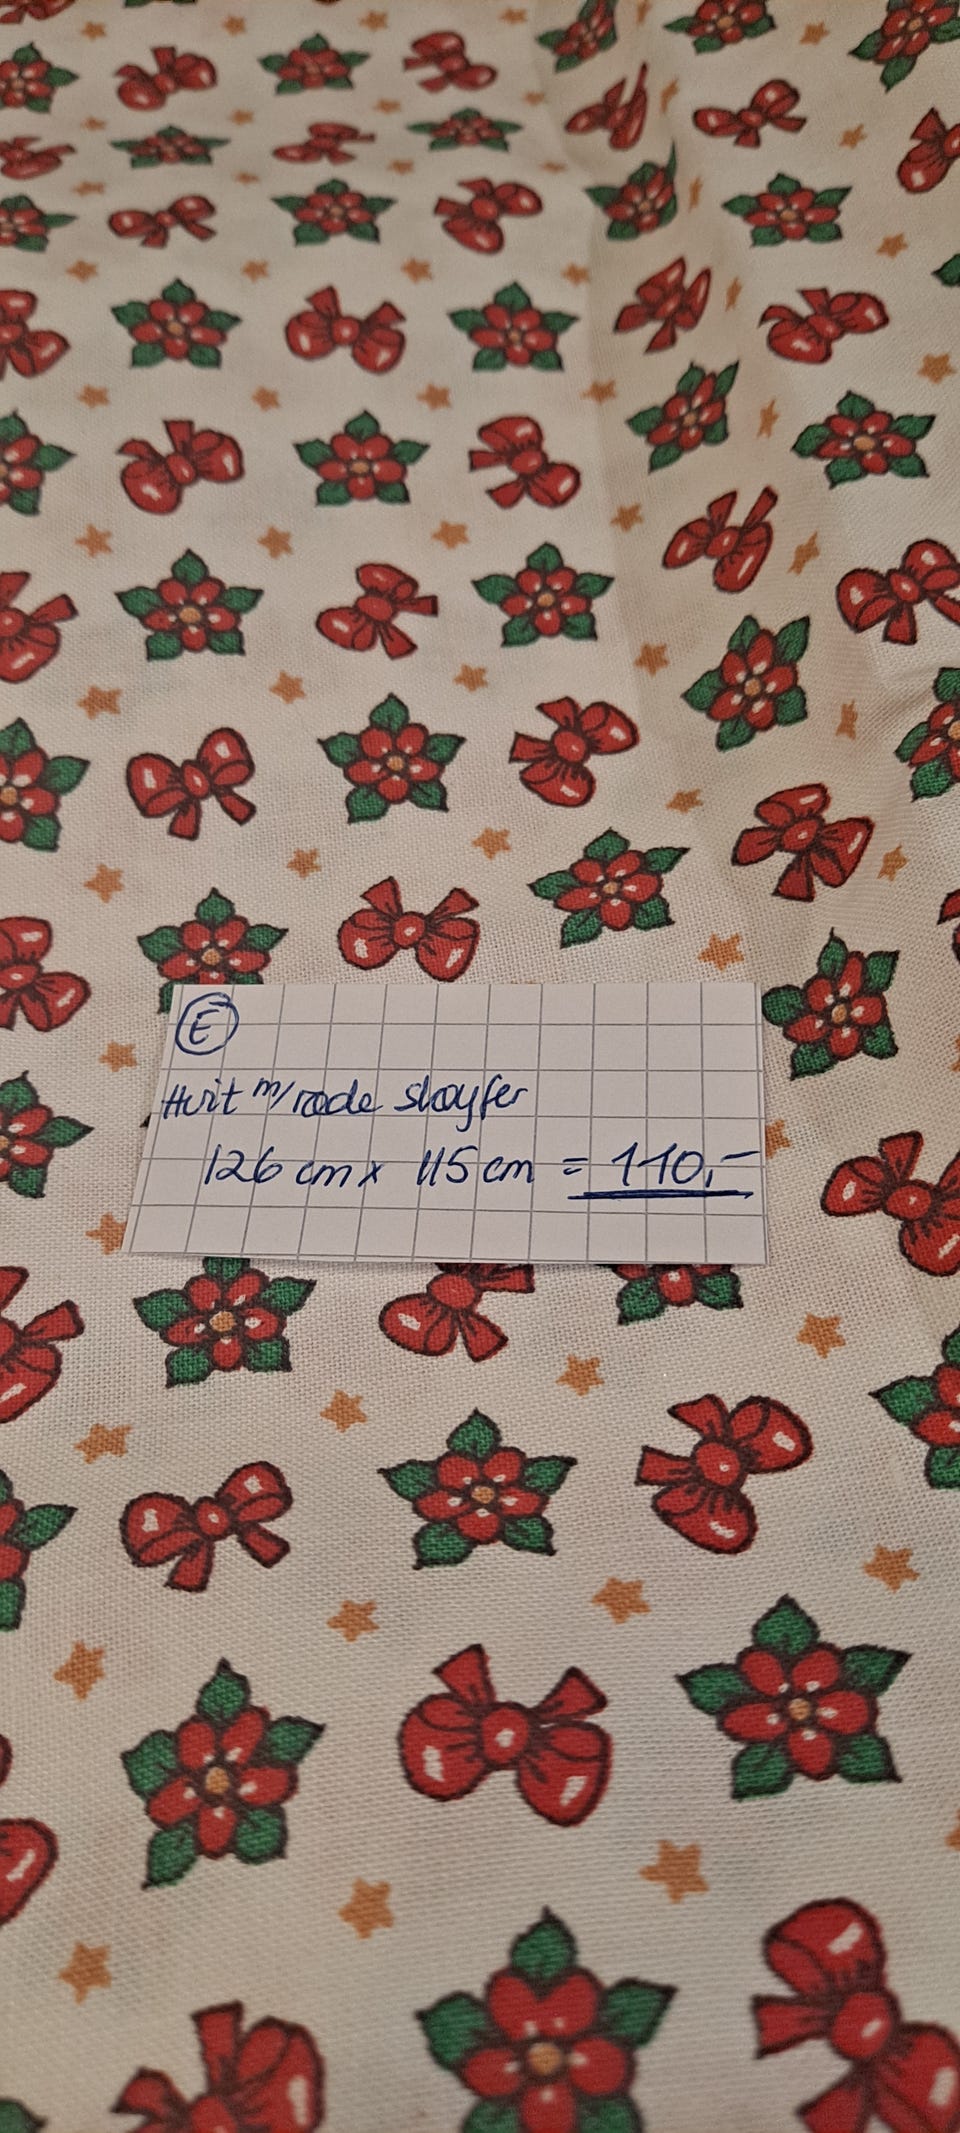 E
Hvit m/røde sløyfer
126 cm x 115 cm = 110,-